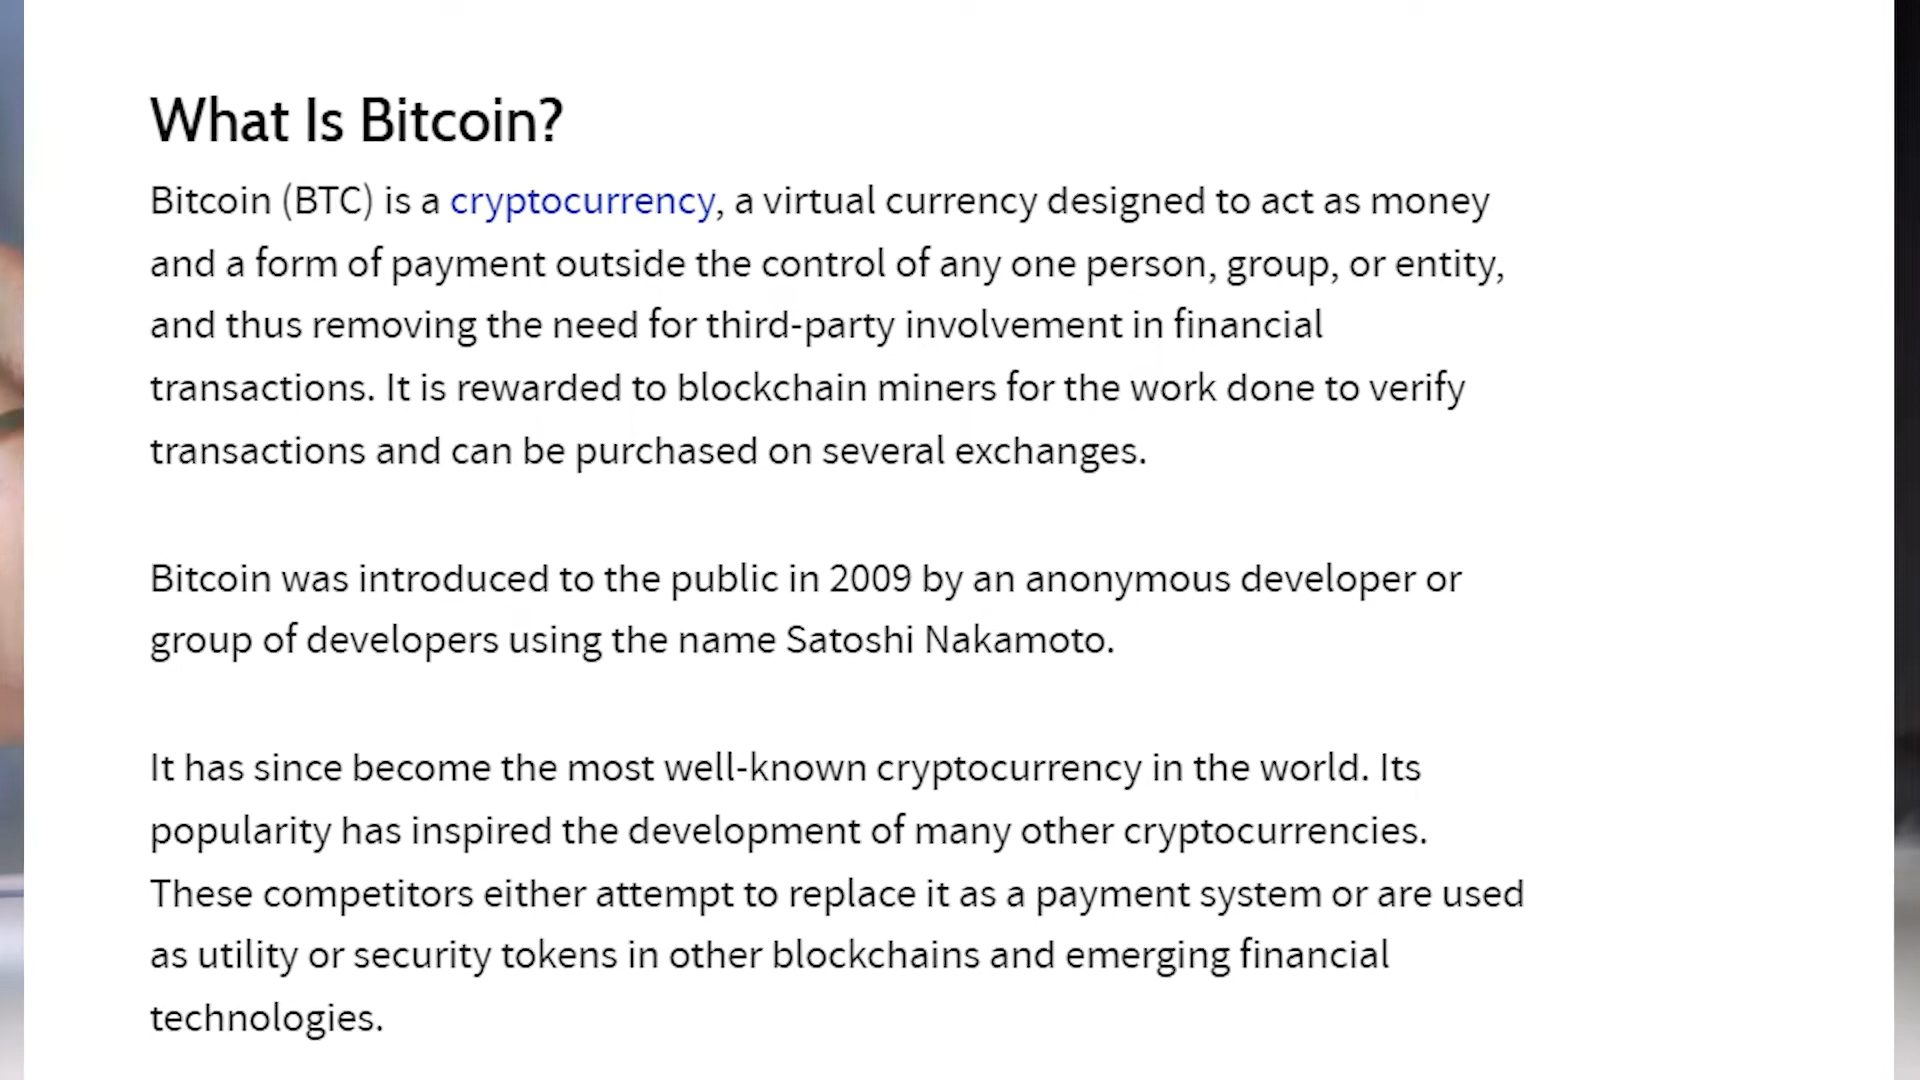 What Is Bitcoin?
Bitcoin (BTC) is a cryptocurrency, a virtual currency designed to act as money
and a form of payment outside the control of any one person, group, or entity,
and thus removing the need for third-party involvement in financial
transactions. It is rewarded to blockchain miners for the work done to verify
transactions and can be purchased on several exchanges.
Bitcoin was introduced to the public in 2009 by an anonymous developer or
group of developers using the name Satoshi Nakamoto.
It has since become the most well-known cryptocurrency in the world. Its
popularity has inspired the development of many other cryptocurrencies.
These competitors either attempt to replace it as a payment system or are used
as utility or security tokens in other blockchains and emerging financial
technologies.